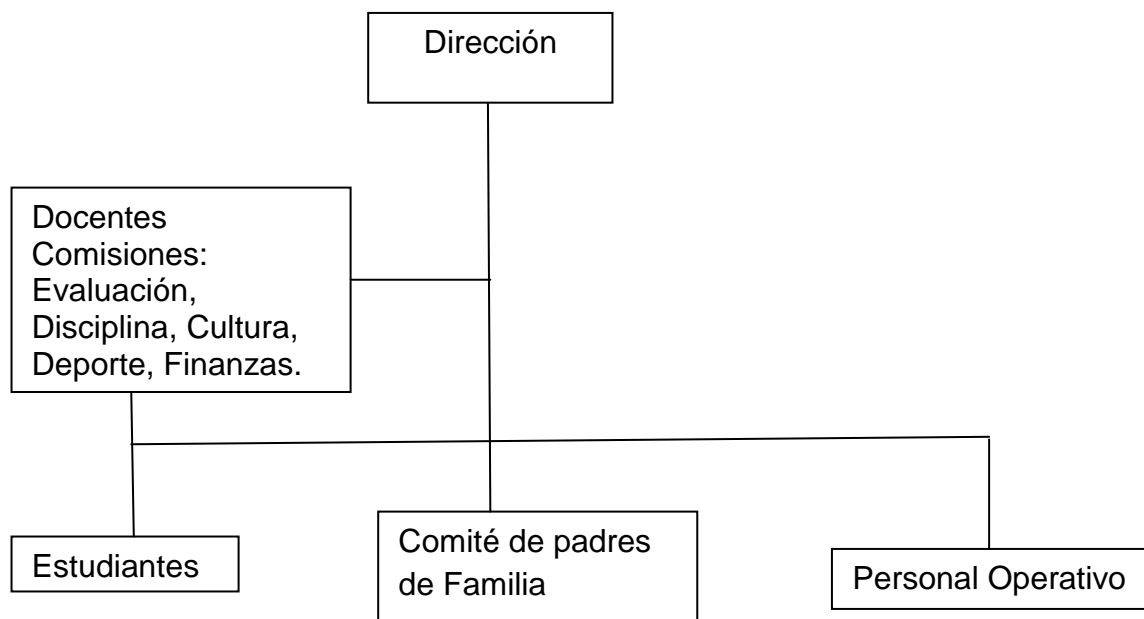 Dirección
Docentes
Comisiones:
Evaluación,
Disciplina, Cultura,
Deporte, Finanzas.
Estudiantes
Comité de padres
de Familia
Personal Operativo